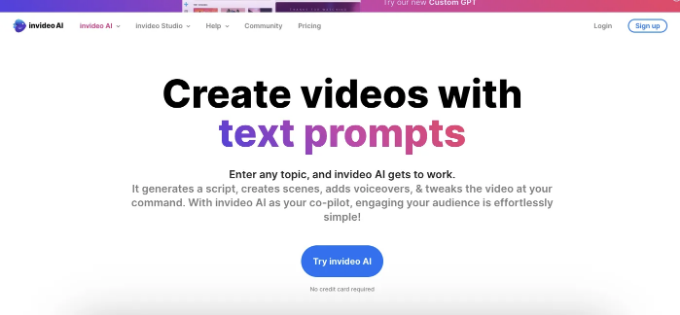 Try our new Custom GPT
invideo AI
invideo AI
invideo Studio
Help
Community
Pricing
Login
Sign up
Create videos with
text prompts
Enter any topic, and invideo AI gets to work.
It generates a script, creates scenes, adds voiceovers, & tweaks the video at your
command. With invideo AI as your co-pilot, engaging your audience is effortlessly
simple!
Try invideo AI
No credit card required